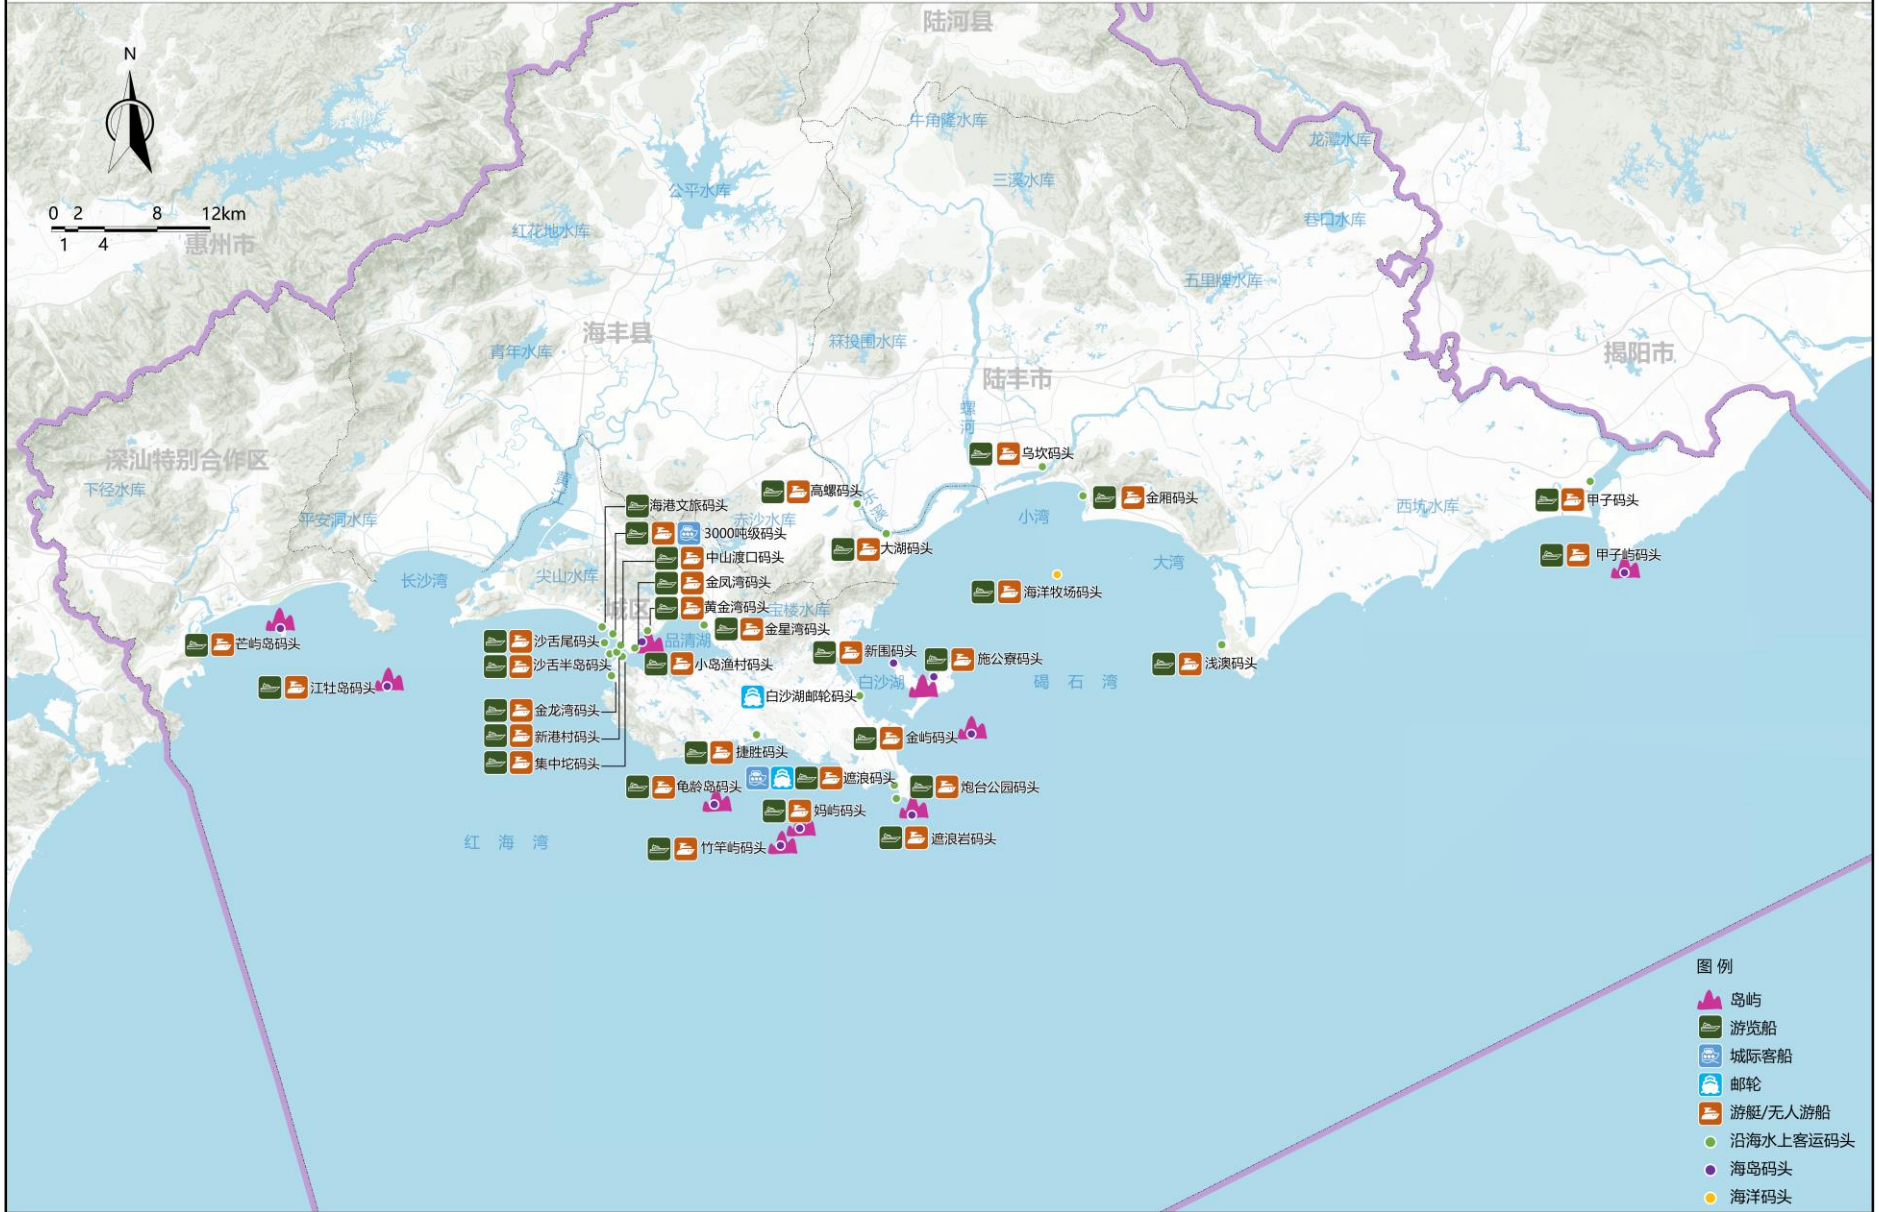 陆河县
N
牛角隆水库
龙潭水库
三溪水库
公平水库
0 2 8 12km
1 4
惠州市
巷口水库
红花地水库
五里牌水库
海丰县
箖投围水库
青年水库
揭阳市
陆丰市
螺河
乌坎码头
深汕特别合作区
下径水库
高螺码头
金厢码头
甲子码头
海港文旅码头
西坑水库
平安洞水库
赤沙水库
小湾
3000吨级码头
大湖码头
中山渡口码头
甲子屿码头
大湾
长沙湾
尖山水库
金凤湾码头
海洋牧场码头
城区
黄金湾码头
宝楼水库
金星湾码头
芒屿岛码头
沙舌尾码头
品清湖
新围码头
施公寮码头
沙舌半岛码头
小岛渔村码头
浅澳码头
江牡岛码头
白沙湖
碣石湾
白沙湖邮轮码头
金龙湾码头
新港村码头
金屿码头
捷胜码头
集中坨码头
龟龄岛码头
遮浪码头
炮台公园码头
妈屿码头
红海湾
竹竿屿码头
遮浪岩码头
图例
岛屿
游览船
城际客船
邮轮
游艇/无人游船
沿海水上客运码头
海岛码头
海洋码头